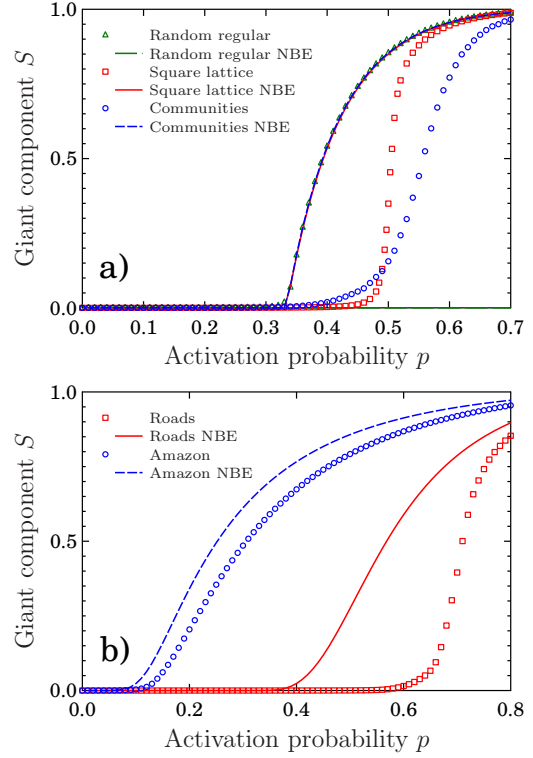 1.0
0.5
0.0
Giant component S
Random regular
Random regular NBE
Square lattice
Square lattice NBE
Communities
Communities NBE
a)
0.0 0.1 0.2 0.3 0.4 0.5 0.6 0.7
Activation probability p
1.0
0.5
0.0
Giant component S
Roads
Roads NBE
Amazon
Amazon NBE
b)
0.0 0.2 0.4 0.6 0.8
Activation probability p